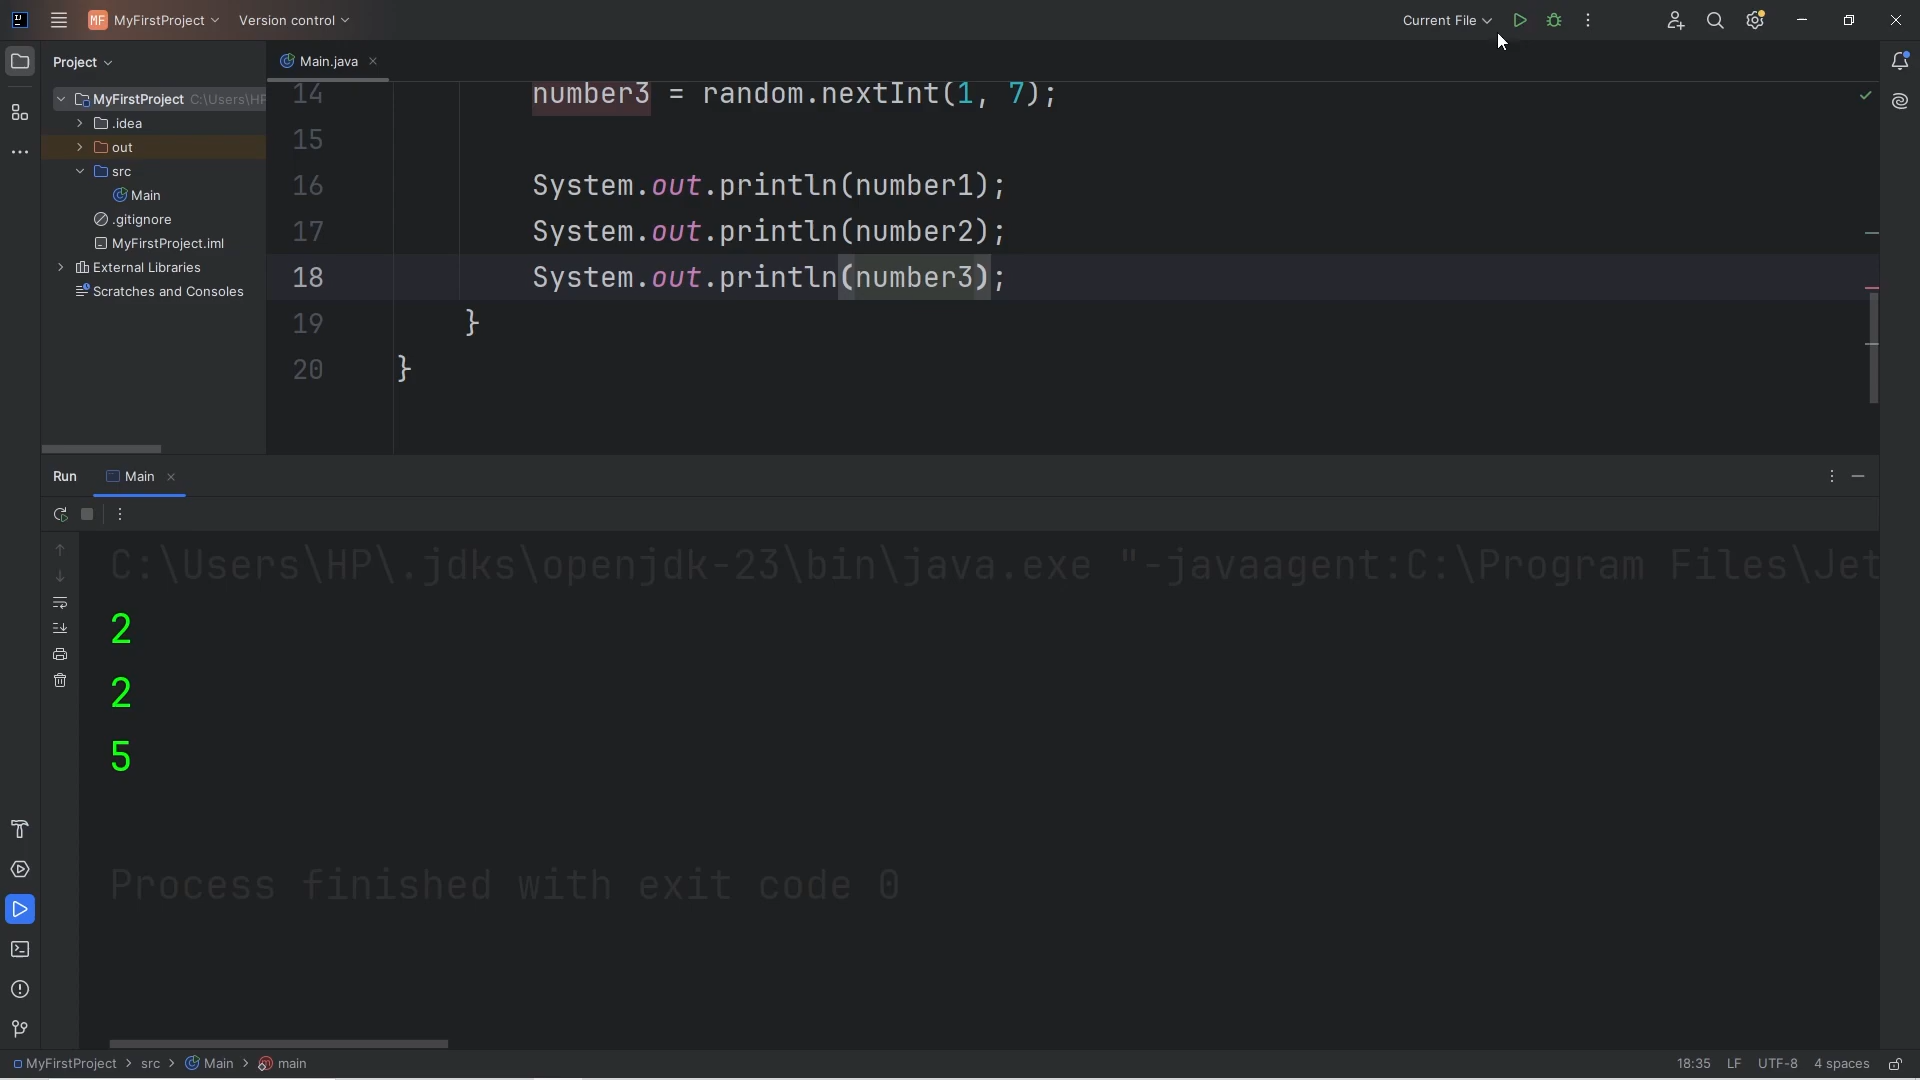 MF MyFirstProject Version control Current File
Project Main.java
MyFirstProject C:\Users\HP
.idea
out
src
Main
.gitignore
MyFirstProject.iml
External Libraries
Scratches and Consoles
14 number3 = random.nextInt(1, 7);
15
16 System.out.println(number1);
17 System.out.println(number2);
18 System.out.println(number3);
19 }
20 }
Run Main
C:\Users\HP\.jdks\openjdk-23\bin\java.exe "-javaagent:C:\Program Files\Jet
2
2
5
Process finished with exit code 0
MyFirstProject > src > Main > main 18:35 LF UTF-8 4 spaces